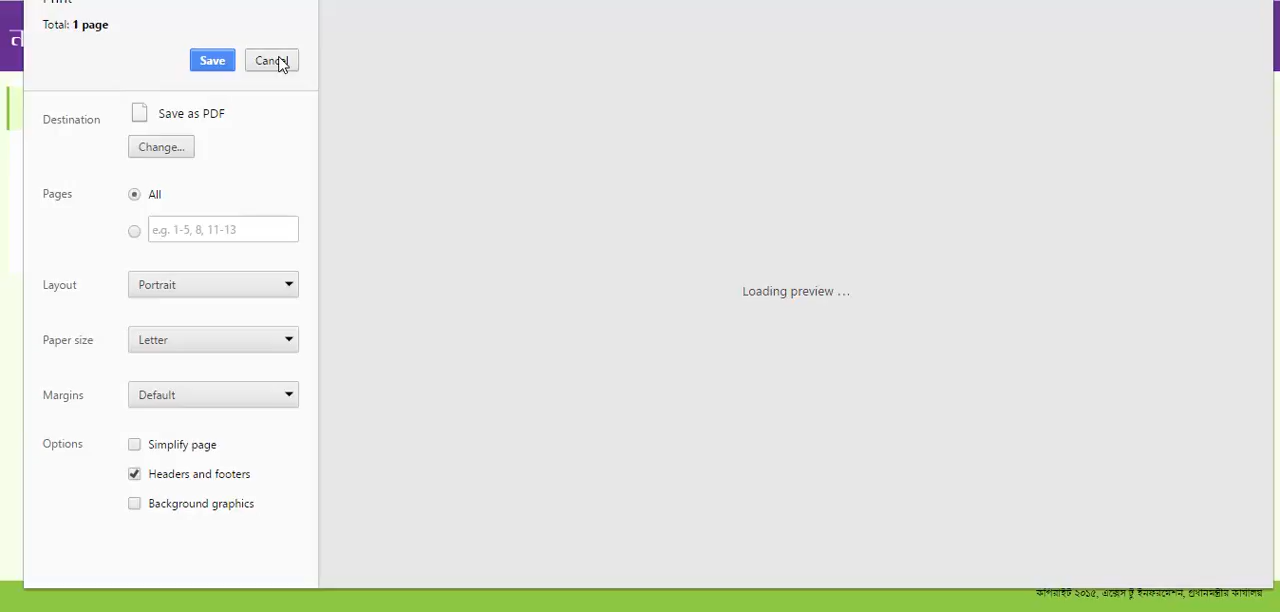 Total: 1 page
Save
Cancel
Destination
Save as PDF
Change...
Pages
All
e.g. 1-5, 8, 11-13
Layout
Portrait
Paper size
Letter
Margins
Default
Options
Simplify page
Headers and footers
Background graphics
Loading preview ...
কপিরাইট ২০১৫, এক্সেস টু ইনফরমেশন, প্রধানমন্ত্রীর কার্যালয়